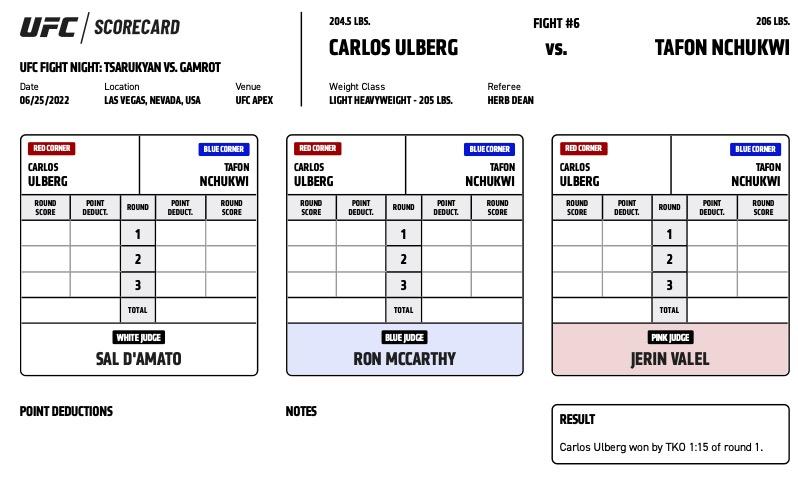 UFC / SCORECARD
UFC FIGHT NIGHT: TSARUKYAN VS. GAMROT
Date Location Venue
06/25/2022 LAS VEGAS, NEVADA, USA UFC APEX
204.5 LBS. FIGHT #6 206 LBS.
CARLOS ULBERG vs. TAFON NCHUKWI
Weight Class Referee
LIGHT HEAVYWEIGHT - 205 LBS. HERB DEAN
RED CORNER BLUE CORNER
CARLOS TAFON
ULBERG NCHUKWI
ROUND POINT ROUND POINT ROUND
SCORE DEDUCT. DEDUCT. SCORE
1
2
3
TOTAL
WHITE JUDGE
SAL D'AMATO
RED CORNER BLUE CORNER
CARLOS TAFON
ULBERG NCHUKWI
ROUND POINT ROUND POINT ROUND
SCORE DEDUCT. DEDUCT. SCORE
1
2
3
TOTAL
BLUE JUDGE
RON MCCARTHY
RED CORNER BLUE CORNER
CARLOS TAFON
ULBERG NCHUKWI
ROUND POINT ROUND POINT ROUND
SCORE DEDUCT. DEDUCT. SCORE
1
2
3
TOTAL
PINK JUDGE
JERIN VALEL
POINT DEDUCTIONS
NOTES
RESULT
Carlos Ulberg won by TKO 1:15 of round 1.